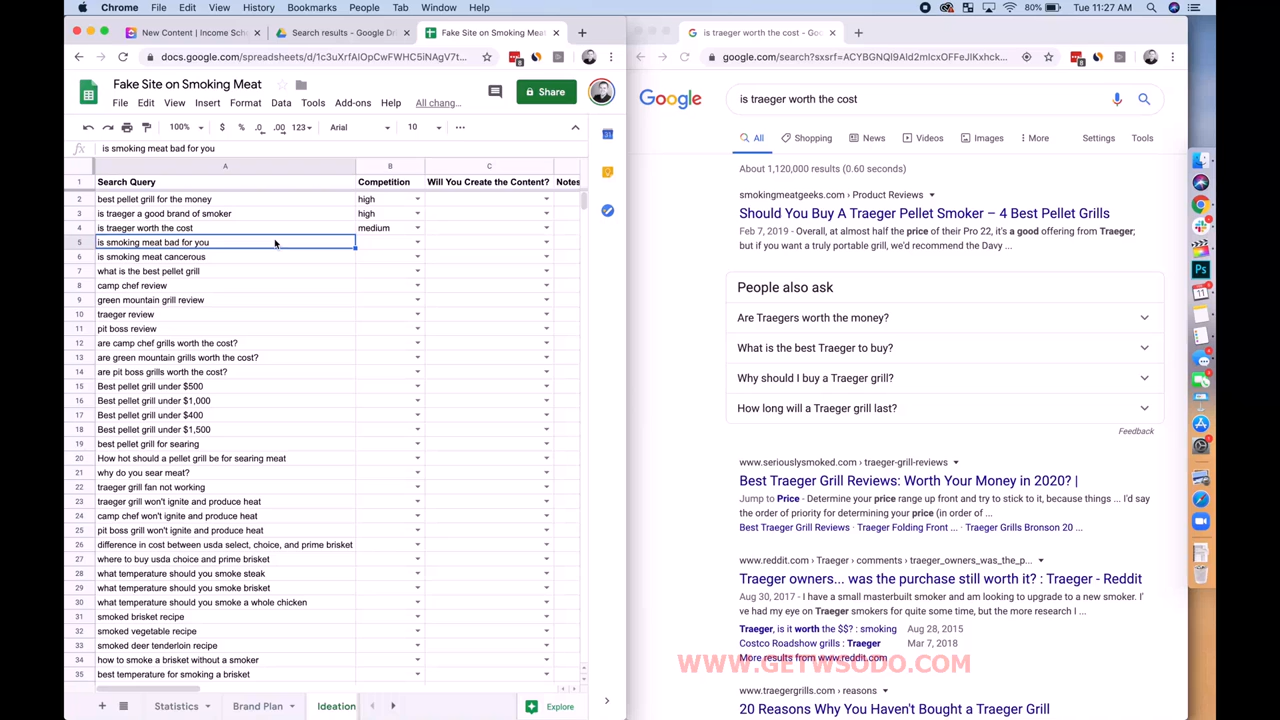 Chrome File Edit View History Bookmarks People Tab Window Help
80% Tue 11:27 AM
New Content | Income Sch
Search results - Google Dri
Fake Site on Smoking Meat
is traeger worth the cost - Goo
docs.google.com/spreadsheets/d/1c3uXrfAlOpCwFWHC5iNAgV7t...
google.com/search?sxsrf=ACYBGNQI9Ald2mlcxOFFeJIKxhck...
Fake Site on Smoking Meat
File Edit View Insert Format Data Tools Add-ons Help All chang...
Share
100% $ % .0 .00 123 Arial 10
fx is smoking meat bad for you
A B C
1 Search Query Competition Will You Create the Content? Notes
2 best pellet grill for the money high
3 is traeger a good brand of smoker high
4 is traeger worth the cost medium
5 is smoking meat bad for you
6 is smoking meat cancerous
7 what is the best pellet grill
8 camp chef review
9 green mountain grill review
10 traeger review
11 pit boss review
12 are camp chef grills worth the cost?
13 are green mountain grills worth the cost?
14 are pit boss grills worth the cost?
15 Best pellet grill under $500
16 Best pellet grill under $1,000
17 Best pellet grill under $400
18 Best pellet grill under $1,500
19 best pellet grill for searing
20 How hot should a pellet grill be for searing meat
21 why do you sear meat?
22 traeger grill fan not working
23 traeger grill won't ignite and produce heat
24 camp chef won't ignite and produce heat
25 pit boss grill won't ignite and produce heat
26 difference in cost between usda select, choice, and prime brisket
27 where to buy usda choice and prime brisket
28 what temperature should you smoke steak
29 what temperature should you smoke brisket
30 what temperature should you smoke a whole chicken
31 smoked brisket recipe
32 smoked vegetable recipe
33 smoked deer tenderloin recipe
34 how to smoke a brisket without a smoker
35 best temperature for smoking a brisket
Statistics Brand Plan Ideation Explore
Google
is traeger worth the cost
All Shopping News Videos Images More Settings Tools
About 1,120,000 results (0.60 seconds)
smokingmeatgeeks.com › Product Reviews
Should You Buy A Traeger Pellet Smoker – 4 Best Pellet Grills
Feb 7, 2019 - Overall, at almost half the price of their Pro 22, it's a good offering from Traeger;
but if you want a truly portable grill, we'd recommend the Davy ...
People also ask
Are Traegers worth the money?
What is the best Traeger to buy?
Why should I buy a Traeger grill?
How long will a Traeger grill last?
Feedback
www.seriouslysmoked.com › traeger-grill-reviews
Best Traeger Grill Reviews: Worth Your Money in 2020? |
Jump to Price - Determine your price range up front and try to stick to it, because things ... I'd say
the order of priority for determining your price (in order of ...
Best Traeger Grill Reviews · Traeger Folding Front ... · Traeger Grills Bronson 20 ...
www.reddit.com › Traeger › comments › traeger_owners_was_the_p...
Traeger owners... was the purchase still worth it? : Traeger - Reddit
Aug 30, 2017 - I have a small masterbuilt smoker and am looking to upgrade to a new smoker. I'
ve had my eye on Traeger smokers for quite some time, but the more research I ...
Traeger, is it worth the $$? : smoking Aug 28, 2015
Costco Roadshow grills : Traeger Mar 7, 2018
More results from www.reddit.com
WWW.GETWSODO.COM
www.traegergrills.com › reasons
20 Reasons Why You Haven't Bought a Traeger Grill